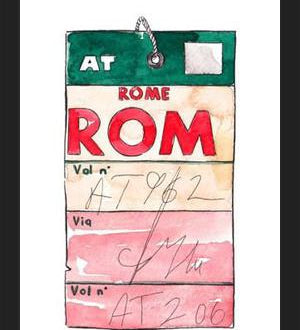 AT
ROME
ROM
Vol n°
AT 962
Via
Vol n°
AT 206